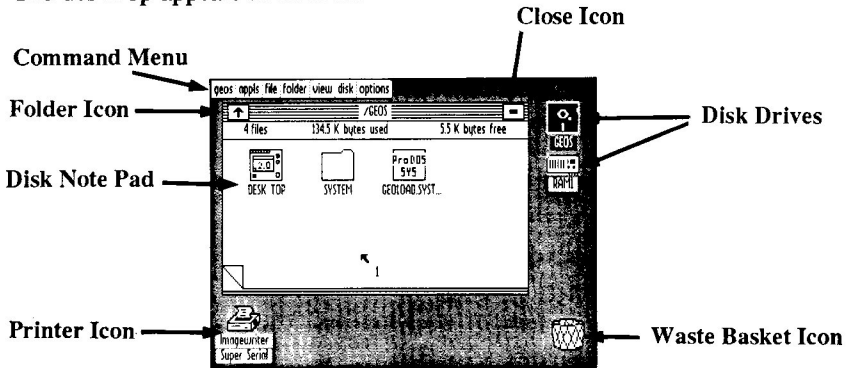 Close Icon
Command Menu
geos appls file folder view disk options
Folder Icon
/GEOS
Disk Drives
4 files 134.5 K bytes used 5.5 K bytes free
GEOS
Disk Note Pad
2.0
ProDOS
SYS
RAM1
DESK TOP SYSTEM GEOLOAD.SYST...
1
Printer Icon
Imagewriter
Super Serial
Waste Basket Icon